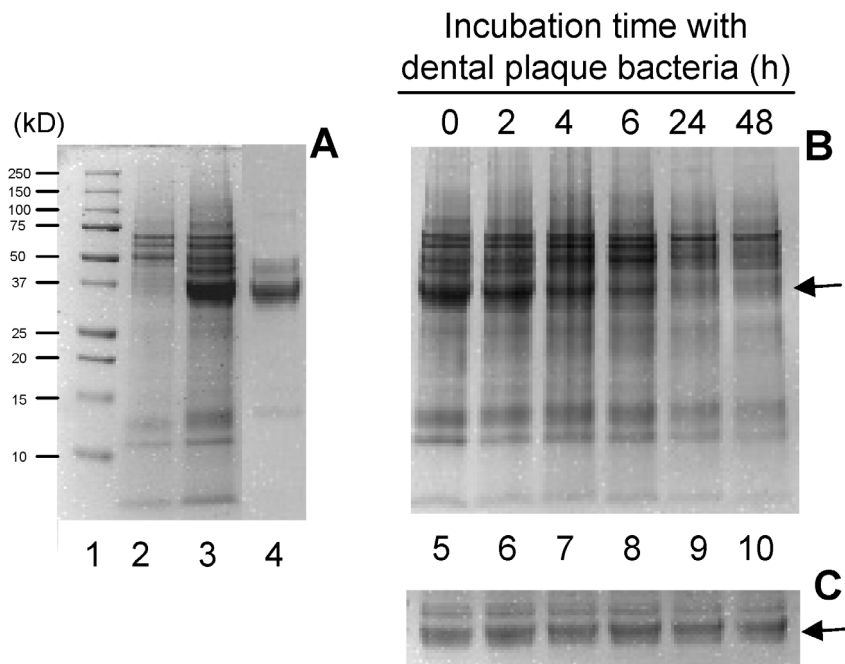 Incubation time with
dental plaque bacteria (h)
(kD)
A
0 2 4 6 24 48
B
250
150
100
75
50
37
25
20
15
10
1 2 3 4
5 6 7 8 9 10
C